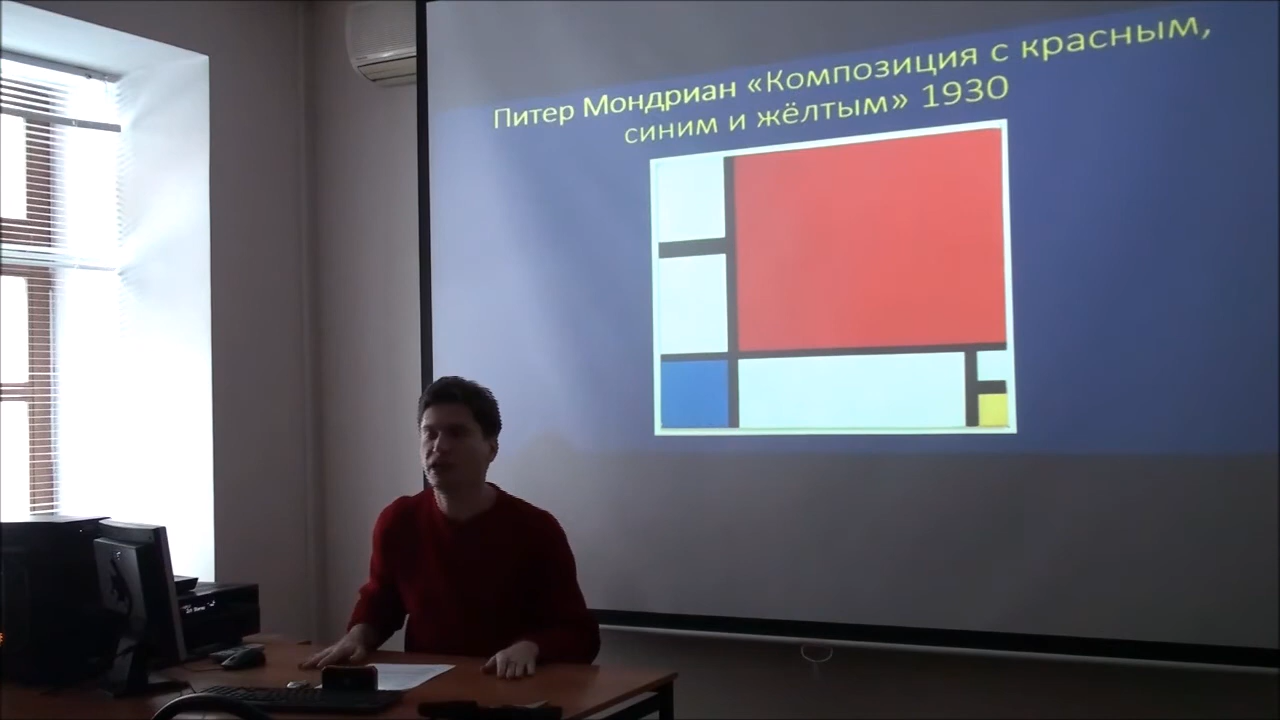 Питер Мондриан «Композиция с красным,
синим и жёлтым» 1930